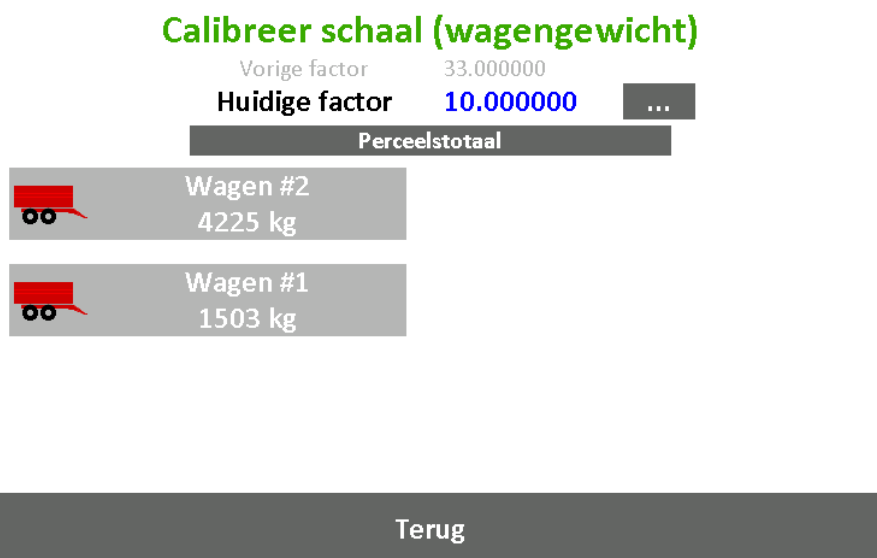 Calibreer schaal (wagengewicht)
Vorige factor 33.000000
Huidige factor 10.000000 ...
Perceelstotaal
Wagen #2
4225 kg
Wagen #1
1503 kg
Terug